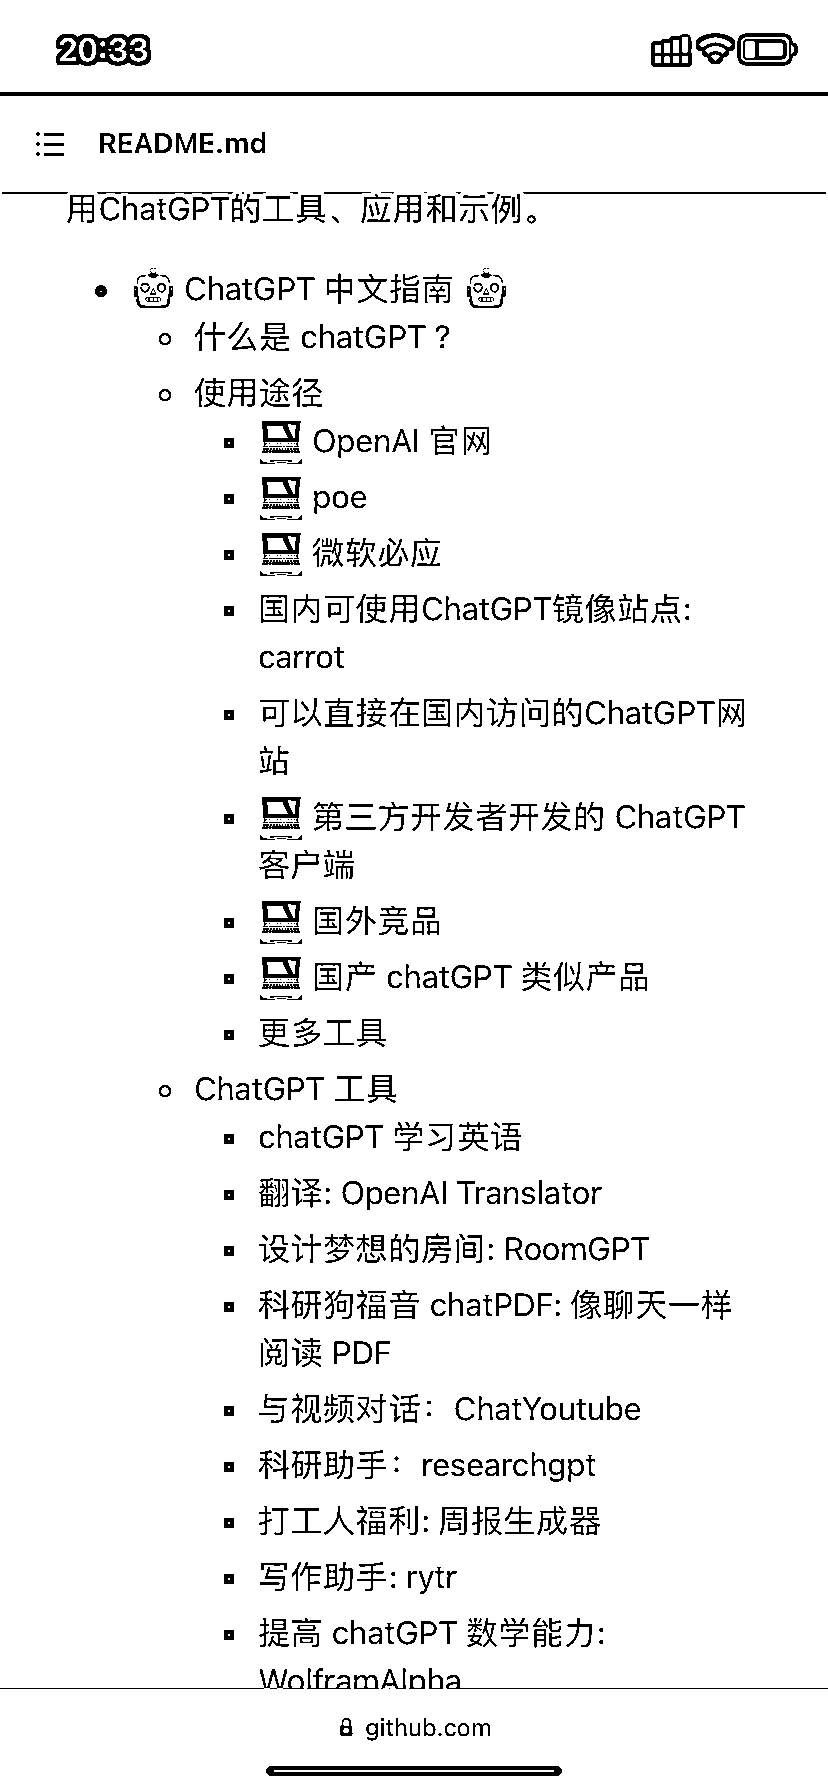 20:33
README.md
用ChatGPT的工具、应用和示例。
🤖 ChatGPT 中文指南 🤖
什么是 chatGPT ?
使用途径
💻 OpenAI 官网
💻 poe
💻 微软必应
国内可使用ChatGPT镜像站点:
carrot
可以直接在国内访问的ChatGPT网
站
💻 第三方开发者开发的 ChatGPT
客户端
💻 国外竞品
💻 国产 chatGPT 类似产品
更多工具
ChatGPT 工具
chatGPT 学习英语
翻译: OpenAI Translator
设计梦想的房间: RoomGPT
科研狗福音 chatPDF: 像聊天一样
阅读 PDF
与视频对话：ChatYoutube
科研助手：researchgpt
打工人福利: 周报生成器
写作助手: rytr
提高 chatGPT 数学能力:
WolframAlpha
github.com